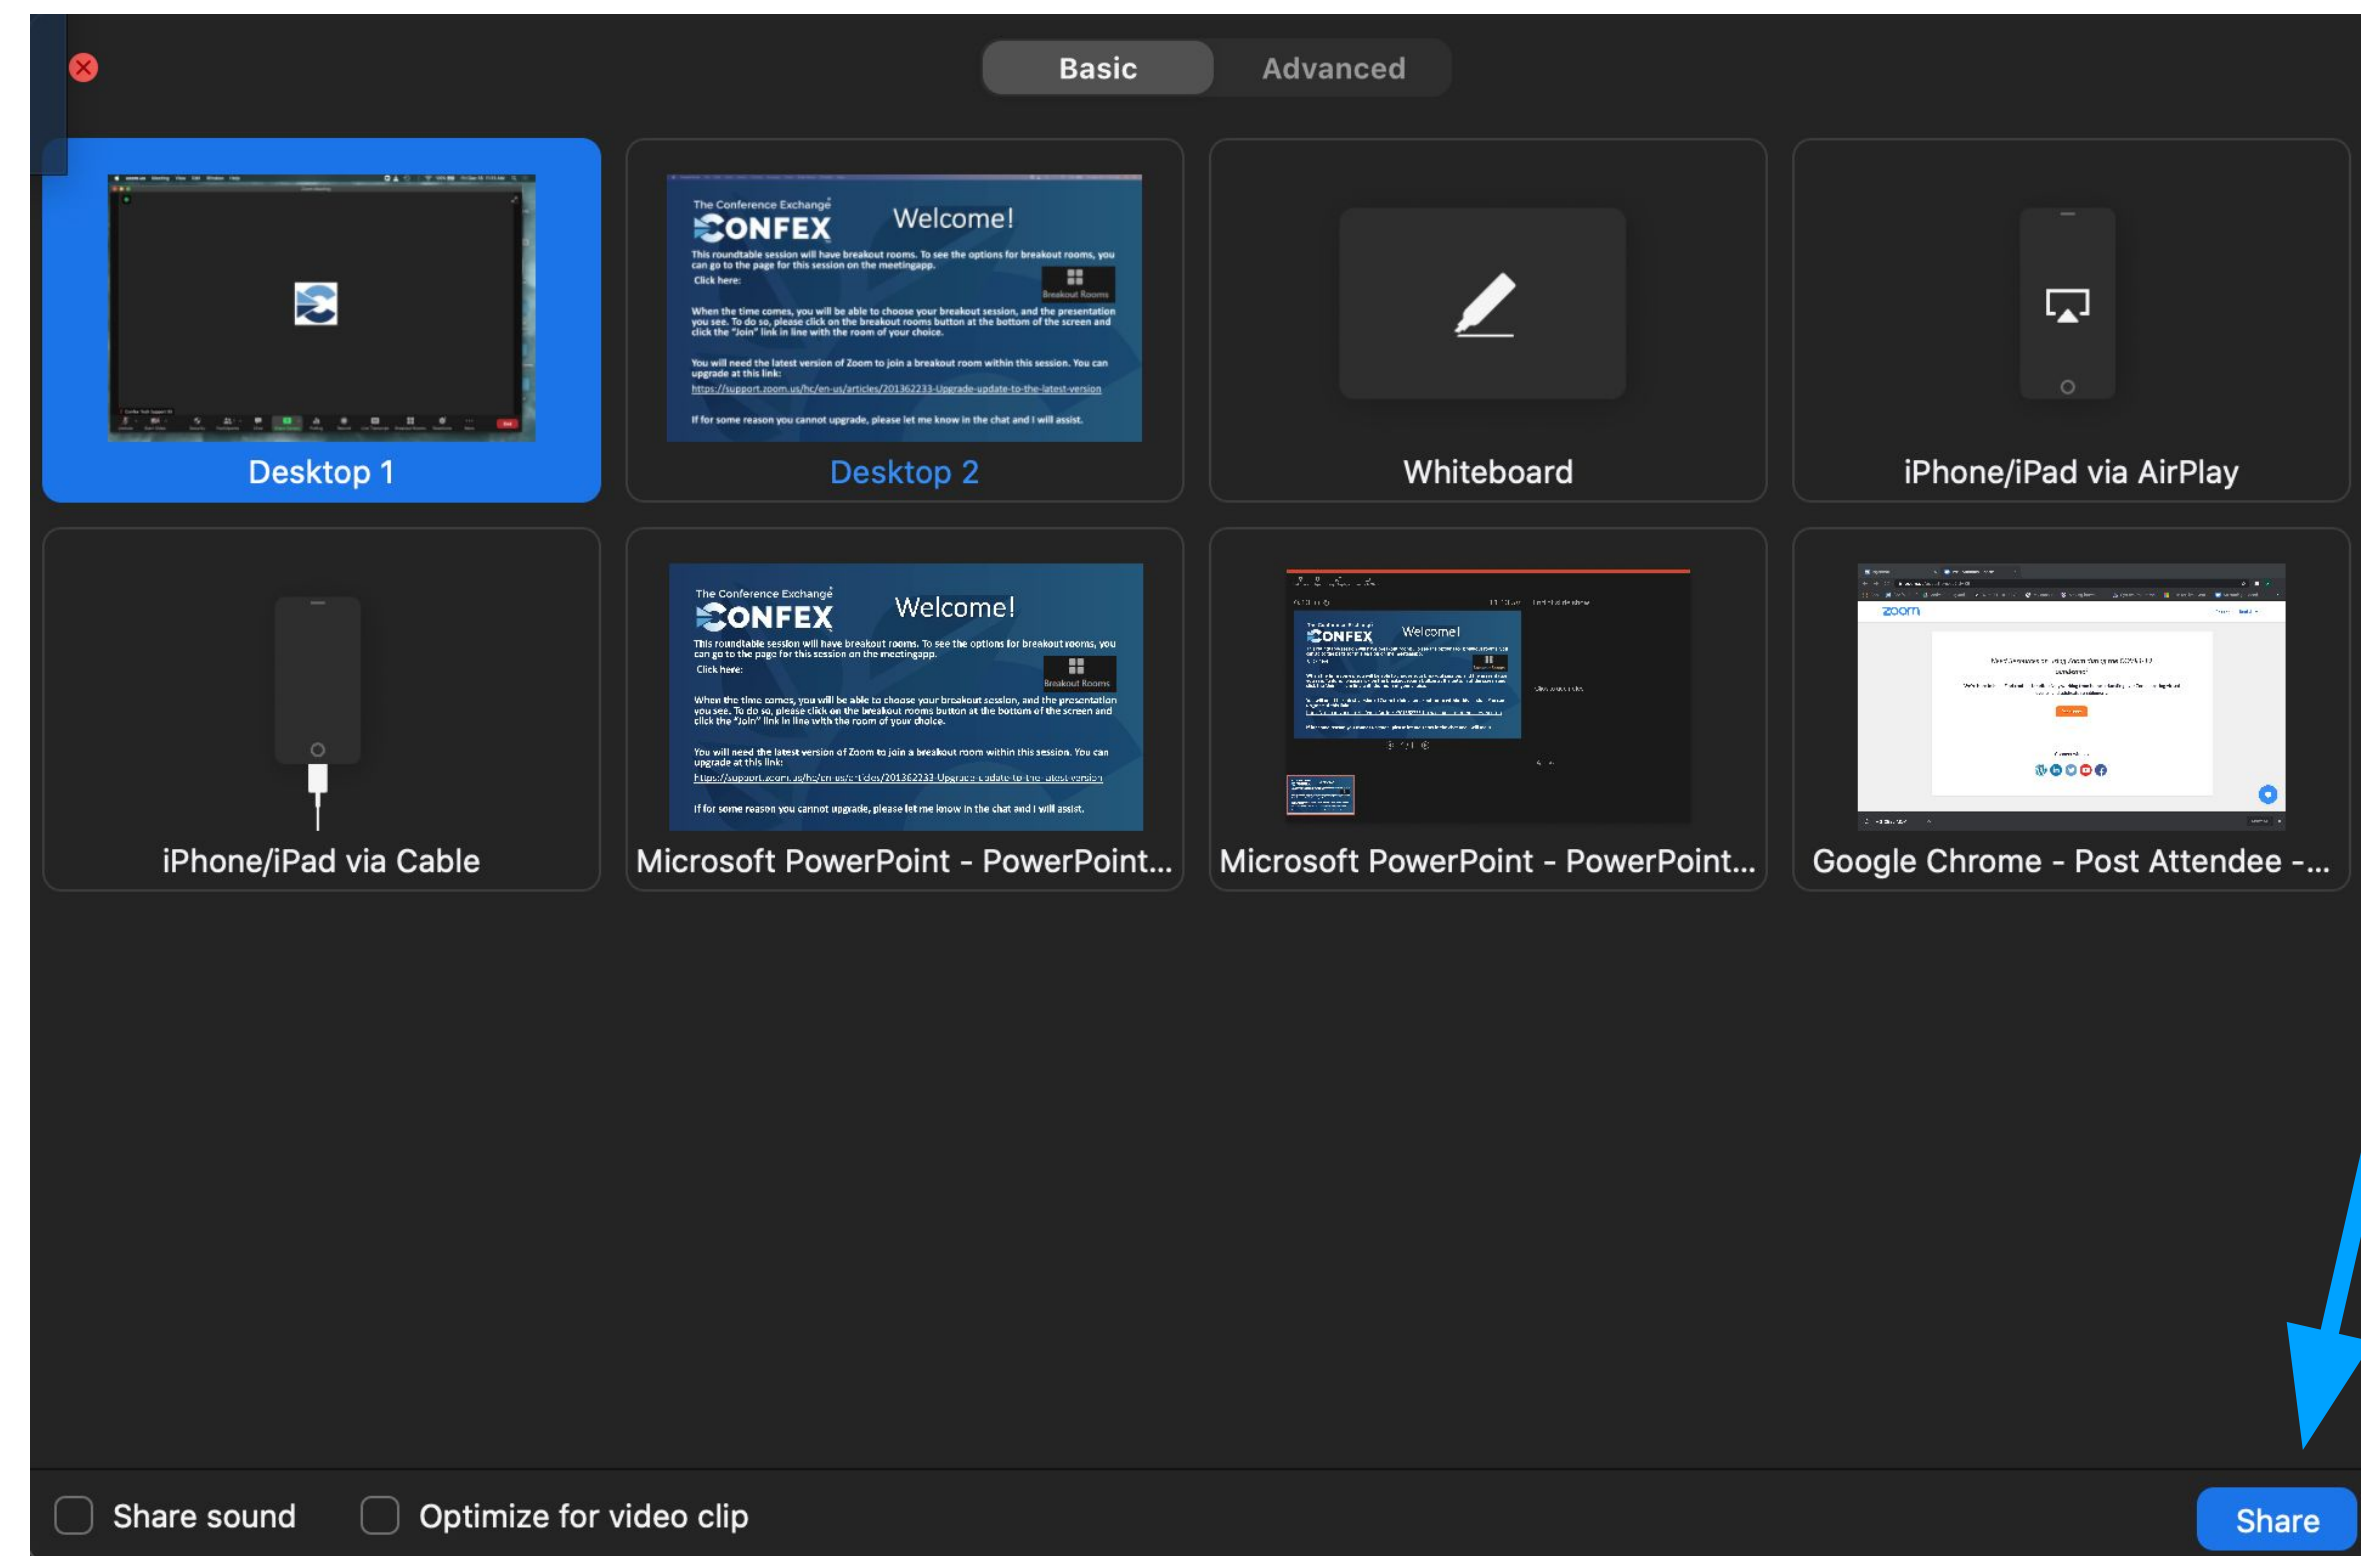 Basic
Advanced
The Conference Exchange
CONFEX
Welcome!
This roundtable session will have breakout rooms. To see the options for breakout rooms, you
can go to the page for this session on the meetingapp.
Click here:
Breakout Rooms
When the time comes, you will be able to choose your breakout session, and the presentation
you see. To do so, please click on the breakout rooms button at the bottom of the screen and
click the "Join" link in line with the room of your choice.
You will need the latest version of Zoom to join a breakout room within this session. You can
upgrade at this link:
https://support.zoom.us/hc/en-us/articles/201362233-Upgrade-update-to-the-latest-version
If for some reason you cannot upgrade, please let me know in the chat and I will assist.
Desktop 1
Desktop 2
Whiteboard
iPhone/iPad via AirPlay
The Conference Exchange
CONFEX
Welcome!
This roundtable session will have breakout rooms. To see the options for breakout rooms, you
can go to the page for this session on the meetingapp.
Click here:
Breakout Rooms
When the time comes, you will be able to choose your breakout session, and the presentation
you see. To do so, please click on the breakout rooms button at the bottom of the screen and
click the "Join" link in line with the room of your choice.
You will need the latest version of Zoom to join a breakout room within this session. You can
upgrade at this link:
https://support.zoom.us/hc/en-us/articles/201362233-Upgrade-update-to-the-latest-version
If for some reason you cannot upgrade, please let me know in the chat and I will assist.
CONFEX
Welcome!
zoom
iPhone/iPad via Cable
Microsoft PowerPoint - PowerPoint...
Microsoft PowerPoint - PowerPoint...
Google Chrome - Post Attendee -...
Share sound
Optimize for video clip
Share